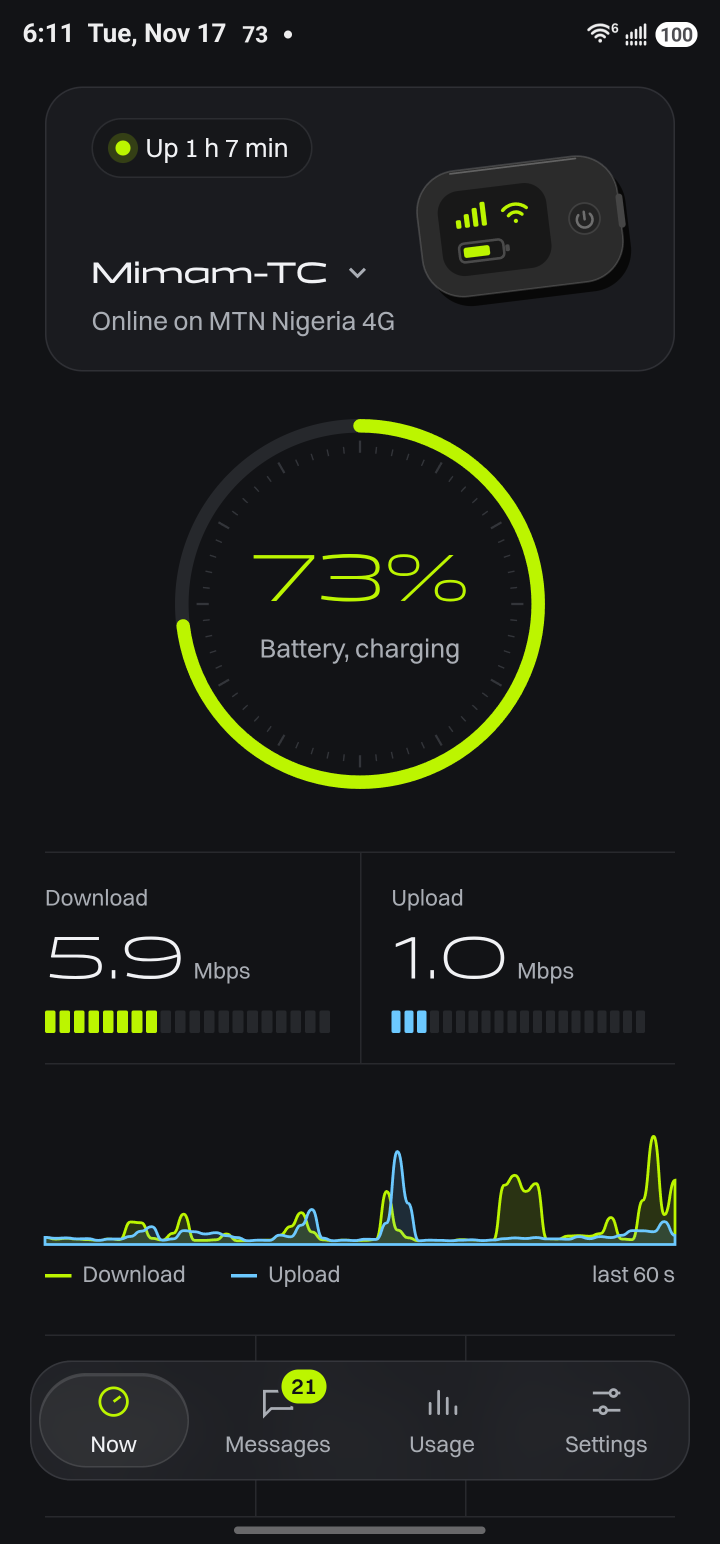 6:11 Tue, Nov 17 73 •
6 100
Up 1 h 7 min
Mimam-TC
Online on MTN Nigeria 4G
73%
Battery, charging
Download
5.9 Mbps
Upload
1.0 Mbps
Download Upload last 60 s
21
Now Messages Usage Settings